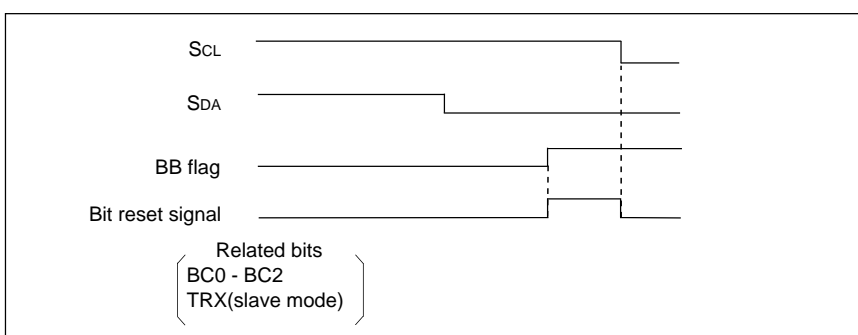 SCL
SDA
BB flag
Bit reset signal
Related bits
BC0 - BC2
TRX(slave mode)